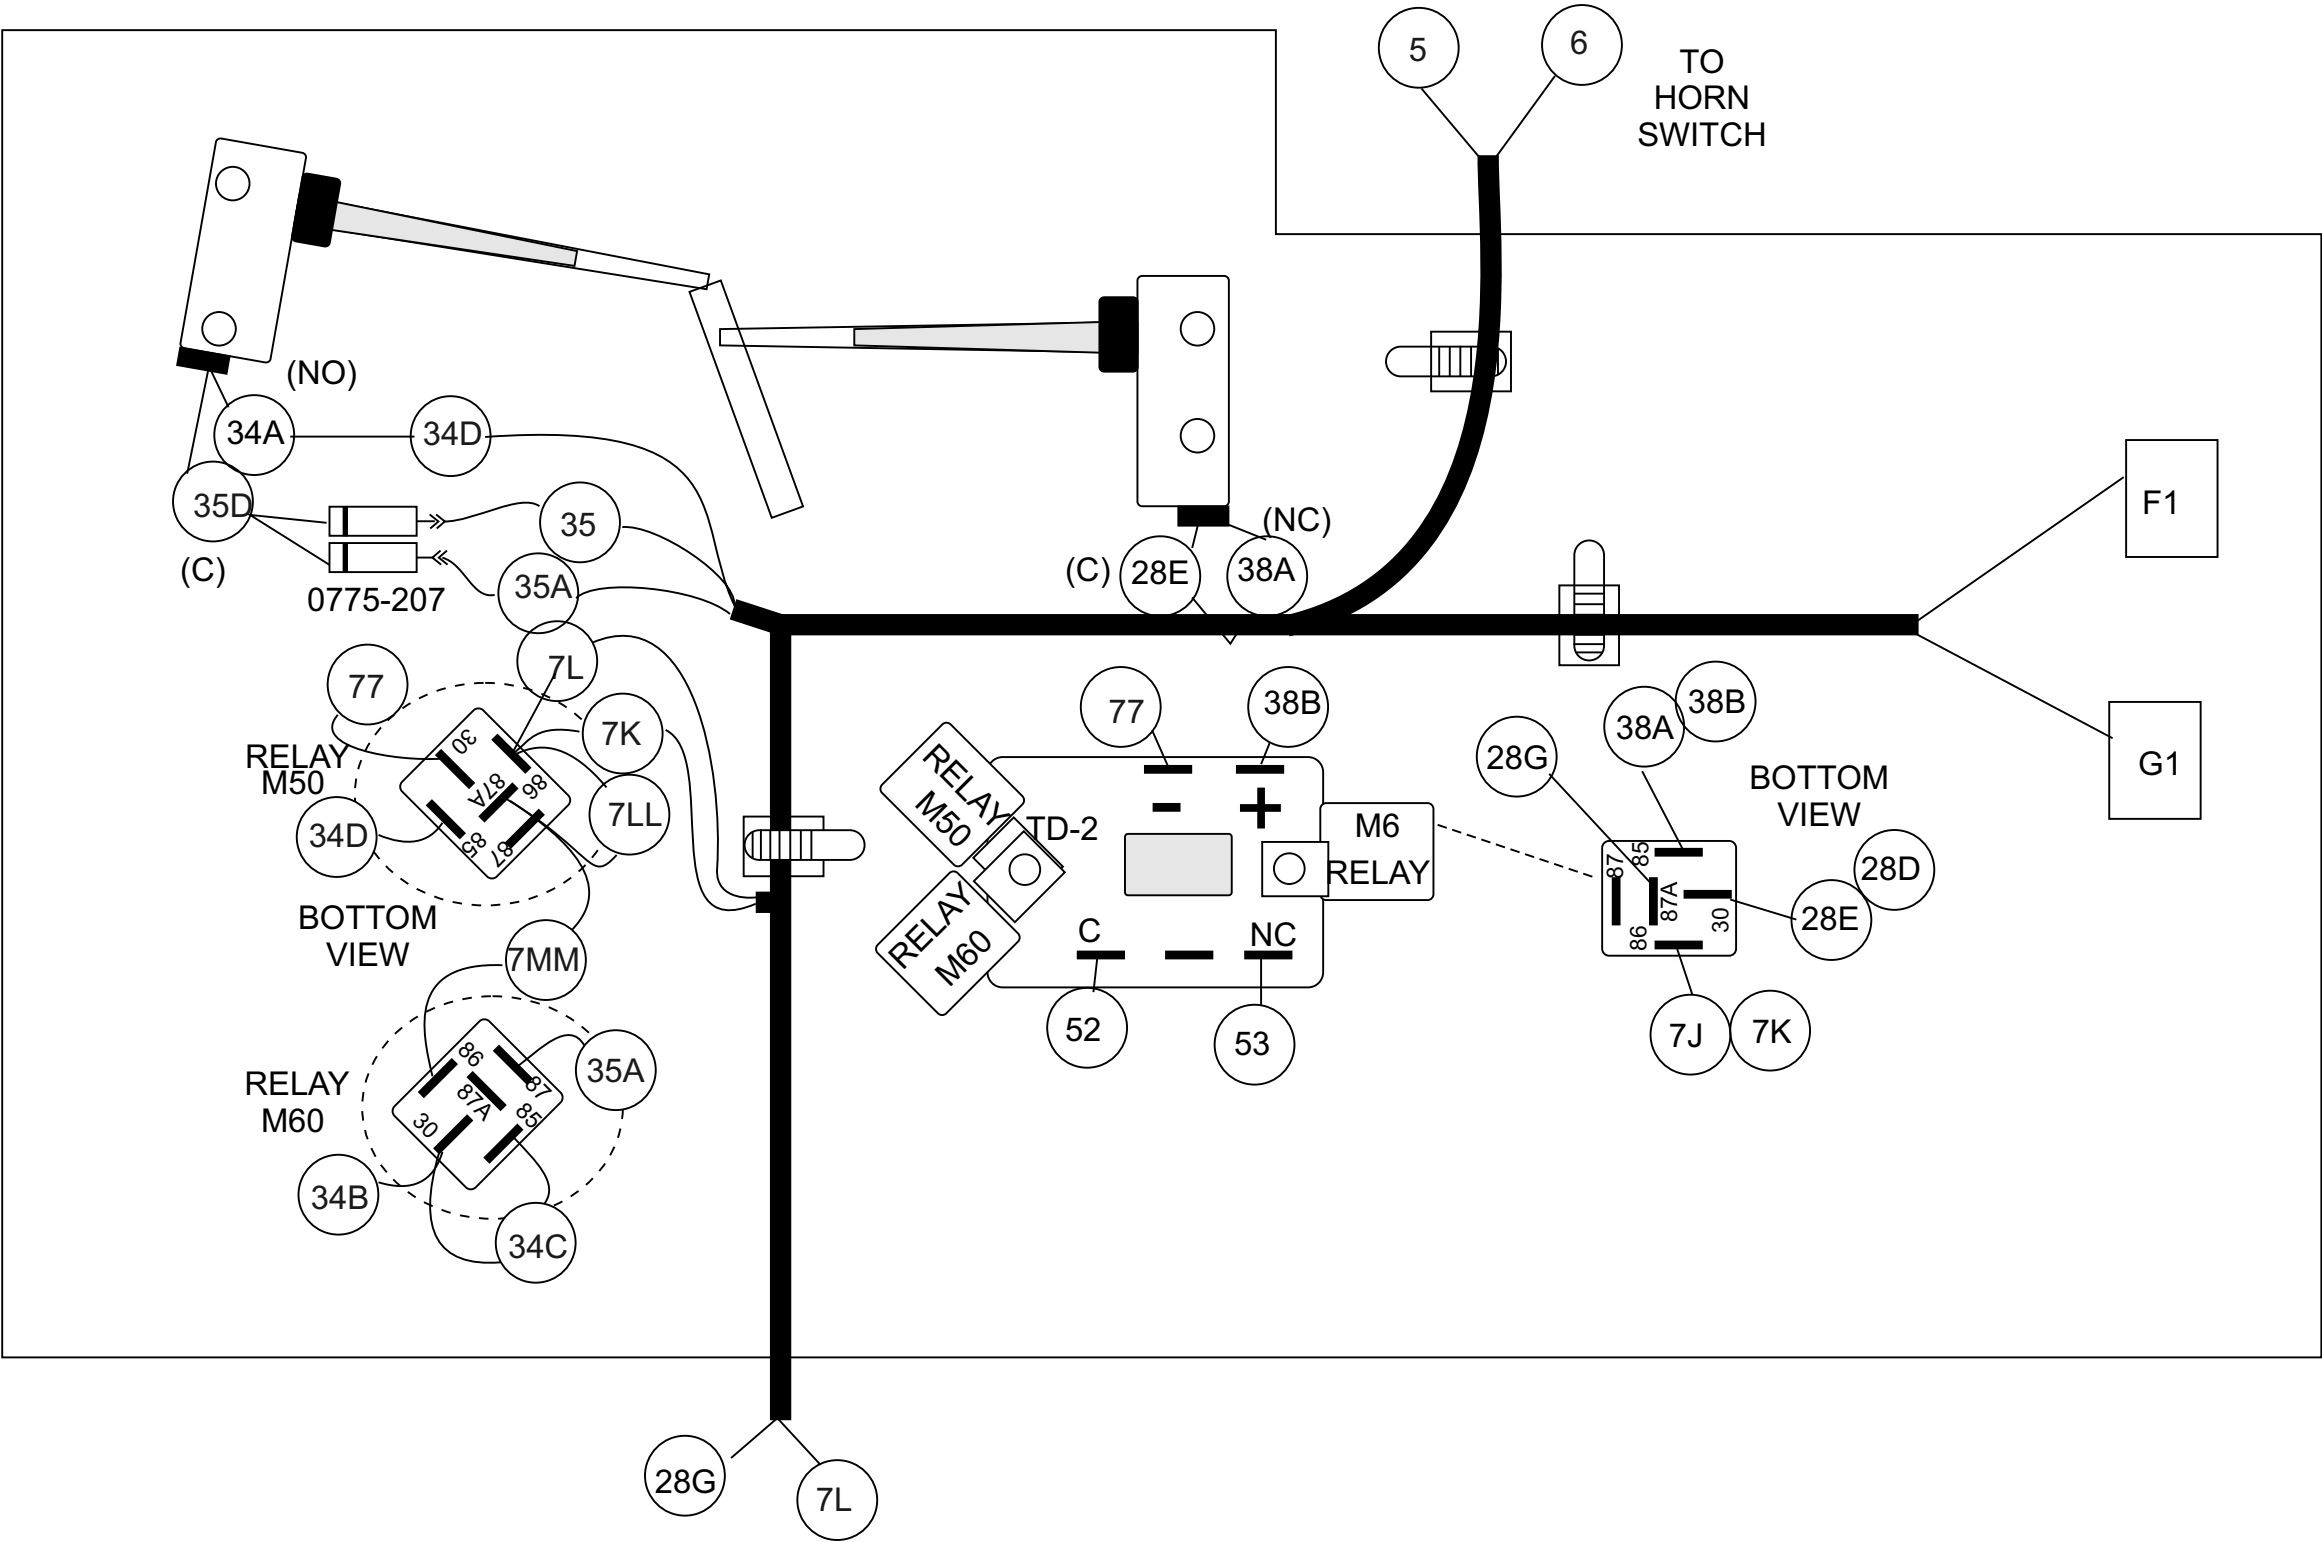 5
6
TO
HORN
SWITCH
(NO)
34A
34D
35D
35
(C)
0775-207
35A
(C)
28E
38A
(NC)
F1
G1
7L
77
7K
RELAY
M50
34D
7LL
30
86
87A
85
87
BOTTOM
VIEW
7MM
RELAY
M60
86
87
87A
85
30
35A
34B
34C
77
38B
RELAY
M50
TD-2
RELAY
M60
M6
RELAY
C
NC
52
53
28G
38A
38B
BOTTOM
VIEW
87
85
87A
86
30
28D
28E
7J
7K
28G
7L